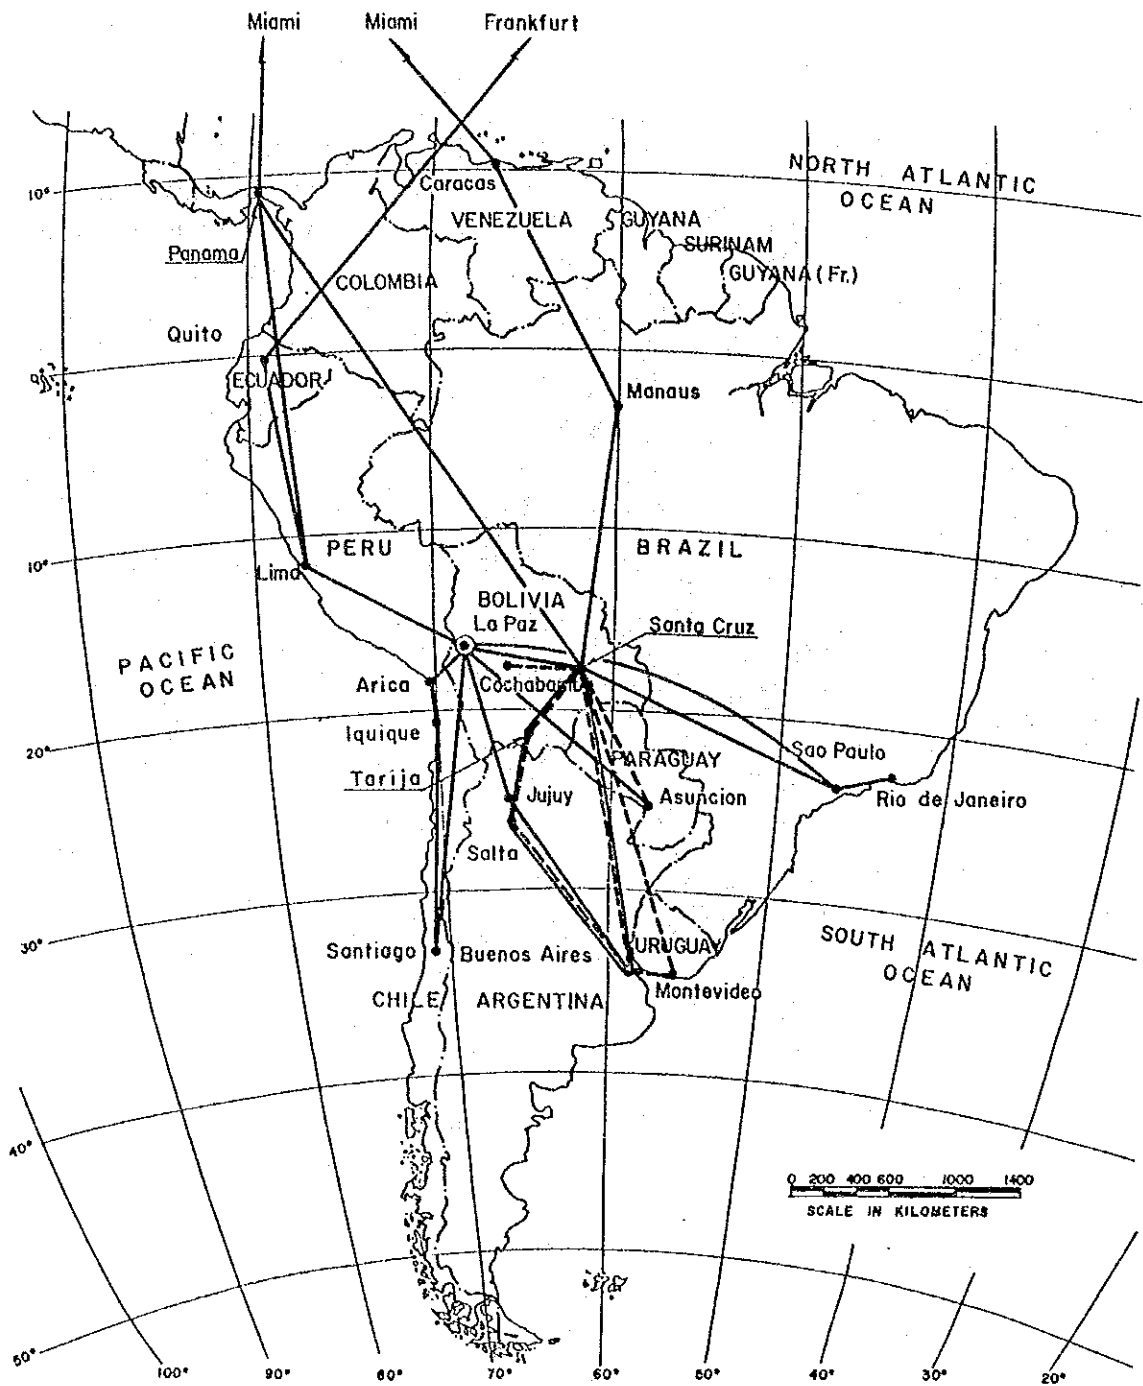 Miami Miami Frankfurt
NORTH ATLANTIC
OCEAN
10°
Caracas
VENEZUELA
GUYANA
SURINAM
GUYANA (Fr.)
Panama
COLOMBIA
Quito
0°
ECUADOR
Manaus
PERU
BRAZIL
10°
Lima
BOLIVIA
La Paz
Santa Cruz
PACIFIC
OCEAN
Arica
Iquique
20°
Tarija
PARAGUAY
Sao Paulo
Jujuy
Asuncion
Rio de Janeiro
Salta
30°
Santiago
Buenos Aires
URUGUAY
SOUTH ATLANTIC
OCEAN
CHILE
ARGENTINA
Montevideo
40°
0 200 400 600 1000 1400
SCALE IN KILOMETERS
50°
100° 90° 80° 70° 60° 50° 40° 30° 20°